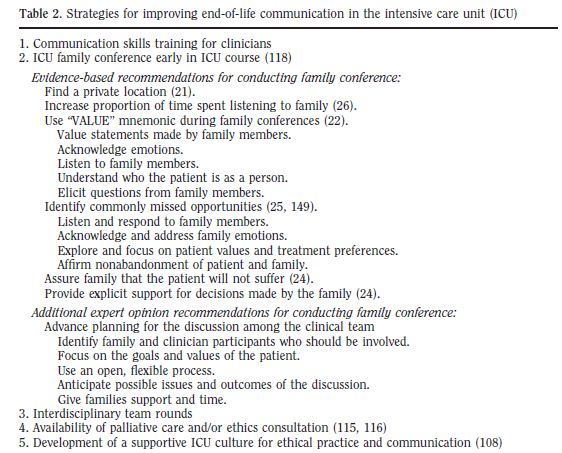 Table 2. Strategies for improving end-of-life communication in the intensive care unit (ICU)
1. Communication skills training for clinicians
2. ICU family conference early in ICU course (118)
Evidence-based recommendations for conducting family conference:
Find a private location (21).
Increase proportion of time spent listening to family (26).
Use “VALUE” mnemonic during family conferences (22).
Value statements made by family members.
Acknowledge emotions.
Listen to family members.
Understand who the patient is as a person.
Elicit questions from family members.
Identify commonly missed opportunities (25, 149).
Listen and respond to family members.
Acknowledge and address family emotions.
Explore and focus on patient values and treatment preferences.
Affirm nonabandonment of patient and family.
Assure family that the patient will not suffer (24).
Provide explicit support for decisions made by the family (24).
Additional expert opinion recommendations for conducting family conference:
Advance planning for the discussion among the clinical team
Identify family and clinician participants who should be involved.
Focus on the goals and values of the patient.
Use an open, flexible process.
Anticipate possible issues and outcomes of the discussion.
Give families support and time.
3. Interdisciplinary team rounds
4. Availability of palliative care and/or ethics consultation (115, 116)
5. Development of a supportive ICU culture for ethical practice and communication (108)